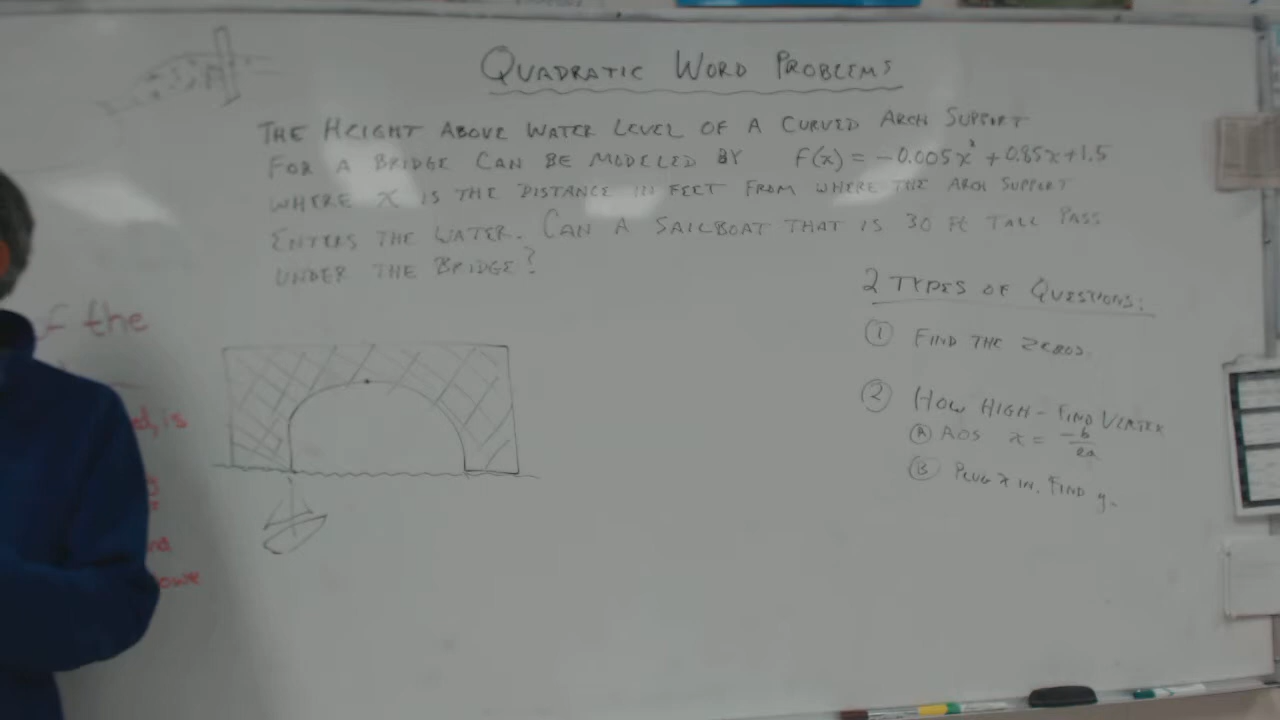 QUADRATIC WORD PROBLEMS
THE HEIGHT ABOVE WATER LEVEL OF A CURVED ARCH SUPPORT
FOR A BRIDGE CAN BE MODELED BY F(x) = -0.005x² + 0.85x + 1.5
WHERE X IS THE DISTANCE IN FEET FROM WHERE THE ARCH SUPPORT
ENTERS THE WATER. CAN A SAILBOAT THAT IS 30 Ft TALL PASS
UNDER THE BRIDGE?
2 TYPES OF QUESTIONS:
① FIND THE ZEROS.
② HOW HIGH - FIND VERTEX
Ⓐ AOS x = -b/2a
Ⓑ PLUG X IN. FIND y.
f the
d, is
owe